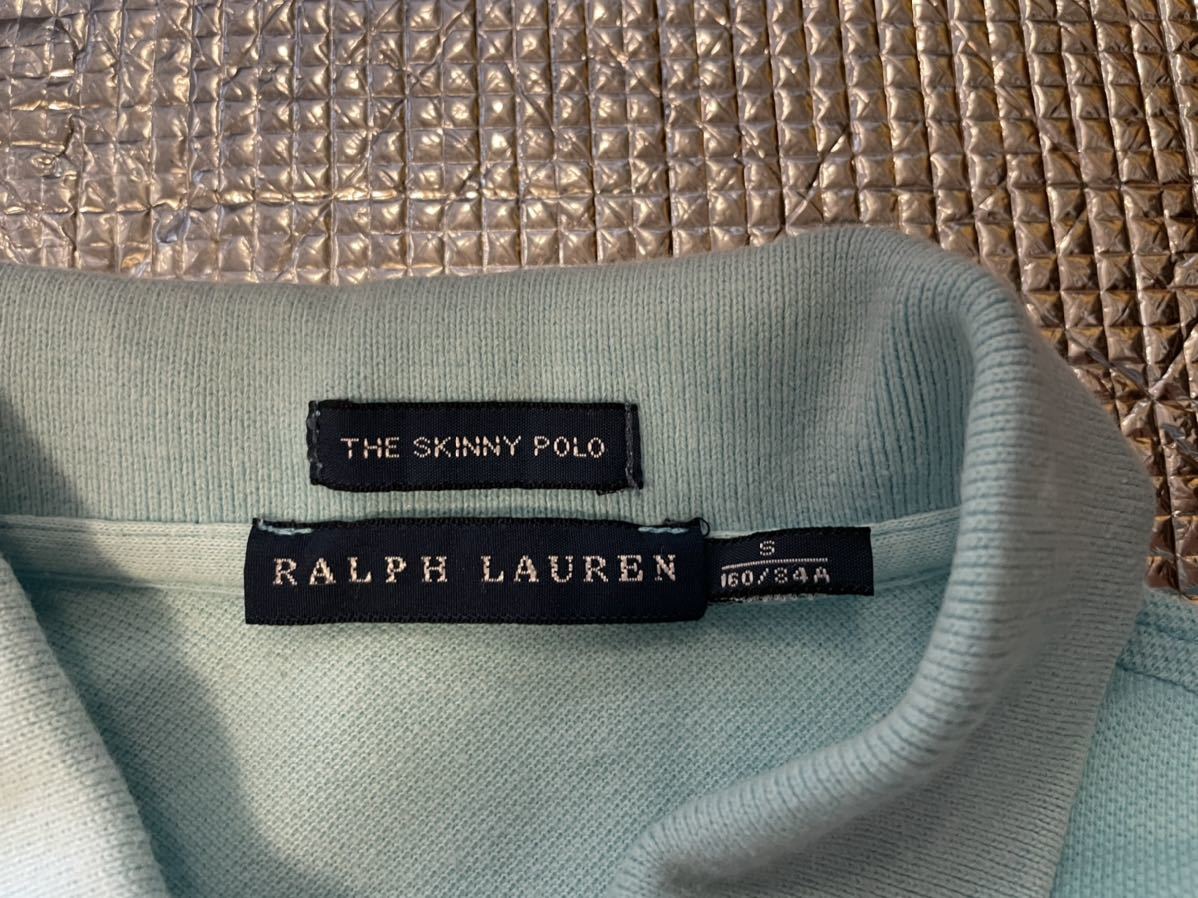 THE SKINNY POLO
RALPH LAUREN
S
160/84A